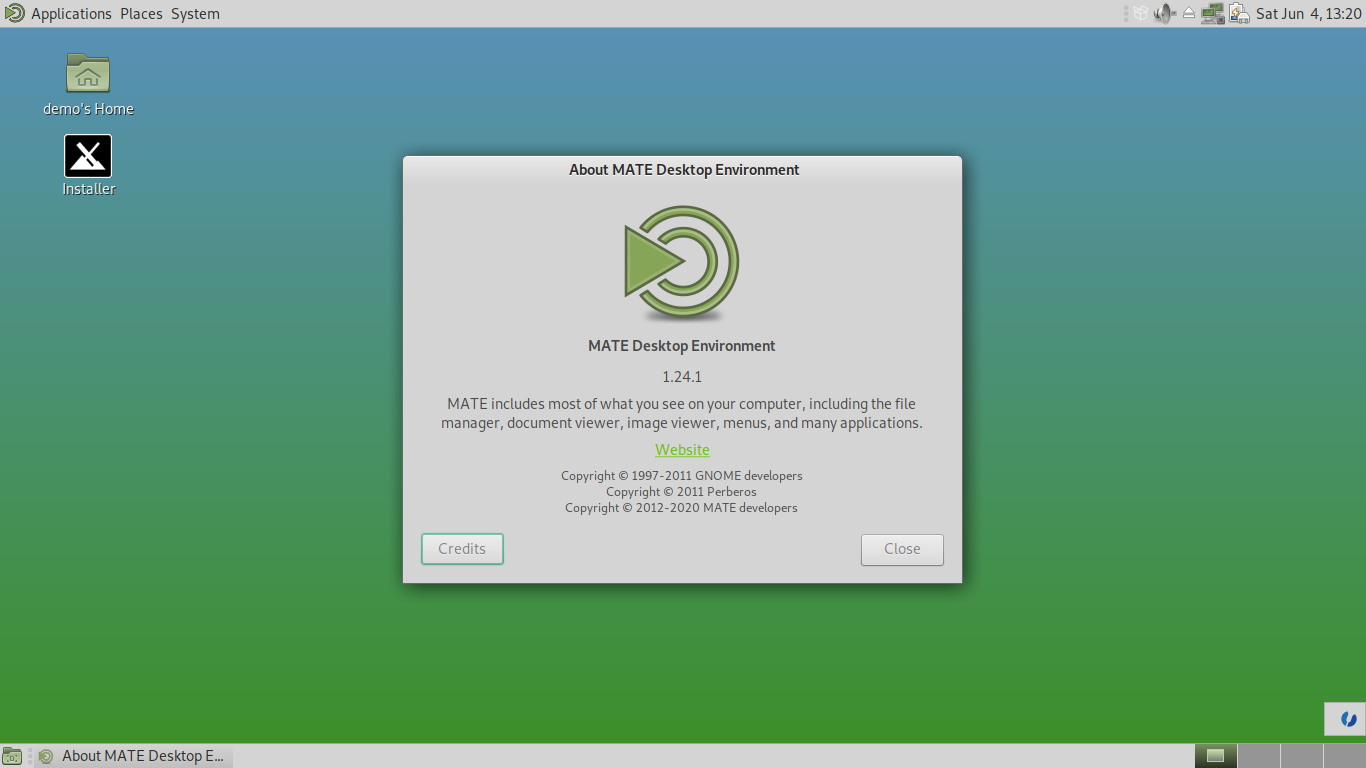 Applications Places System
Sat Jun 4, 13:20
demo's Home
Installer
About MATE Desktop Environment
MATE Desktop Environment
1.24.1
MATE includes most of what you see on your computer, including the file
manager, document viewer, image viewer, menus, and many applications.
Website
Copyright © 1997-2011 GNOME developers
Copyright © 2011 Perberos
Copyright © 2012-2020 MATE developers
Credits
Close
About MATE Desktop E...